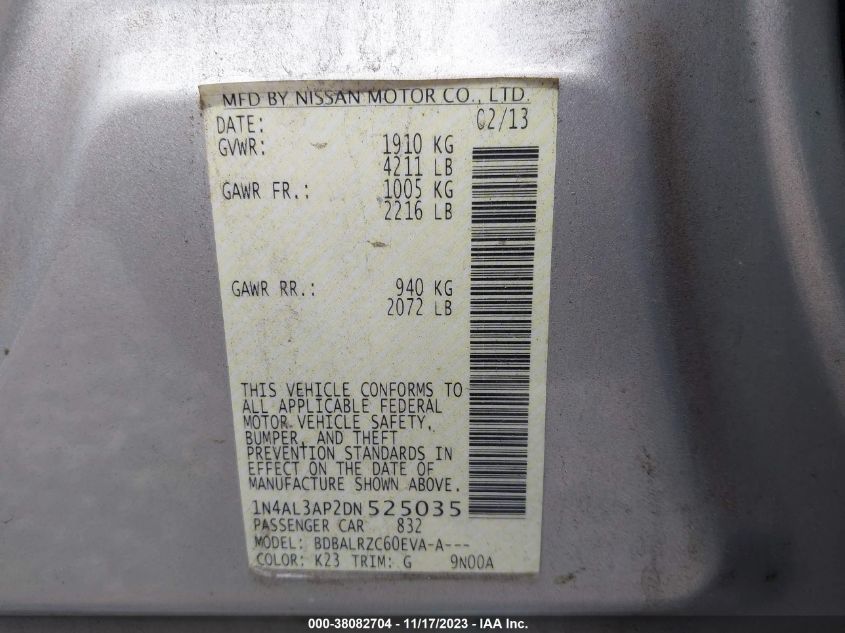 MFD BY NISSAN MOTOR CO., LTD.
DATE: 02/13
GVWR: 1910 KG
4211 LB
GAWR FR.: 1005 KG
2216 LB
GAWR RR.: 940 KG
2072 LB
THIS VEHICLE CONFORMS TO
ALL APPLICABLE FEDERAL
MOTOR VEHICLE SAFETY,
BUMPER, AND THEFT
PREVENTION STANDARDS IN
EFFECT ON THE DATE OF
MANUFACTURE SHOWN ABOVE.
1N4AL3AP2DN525035
PASSENGER CAR 832
MODEL: BDBALRZC60EVA-A---
COLOR: K23 TRIM: G 9N00A
000-38082704 — 11/17/2023 — IAA Inc.